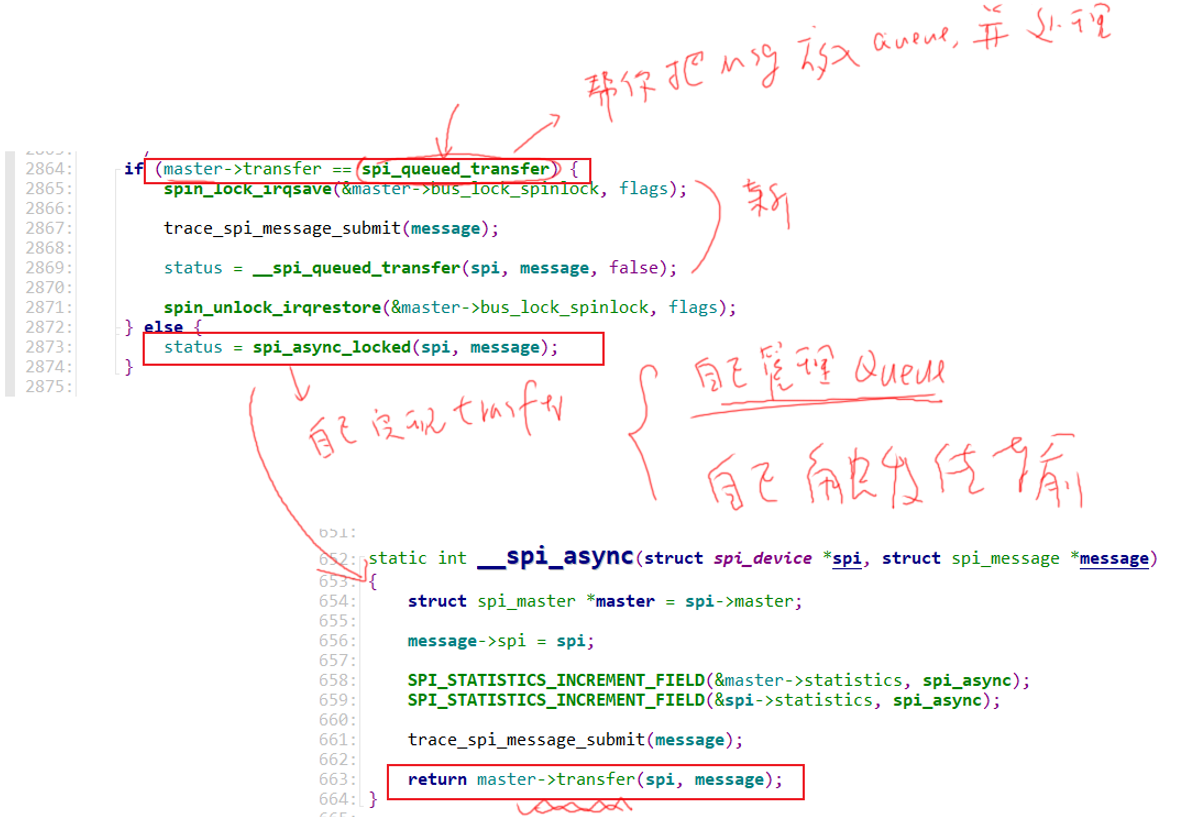 帮你把 msg 放 queue, 并处理
2864: if (master->transfer == spi_queued_transfer) {
2865: spin_lock_irqsave(&master->bus_lock_spinlock, flags);
2866:
2867: trace_spi_message_submit(message);
2868:
2869: status = __spi_queued_transfer(spi, message, false);
2870:
2871: spin_unlock_irqrestore(&master->bus_lock_spinlock, flags);
2872: } else {
2873: status = spi_async_locked(spi, message);
2874: }
2875:
新
自己实现 trasfer
自己管理 Queue
自己触发传输
651:
652: static int __spi_async(struct spi_device *spi, struct spi_message *message)
653: {
654: struct spi_master *master = spi->master;
655:
656: message->spi = spi;
657:
658: SPI_STATISTICS_INCREMENT_FIELD(&master->statistics, spi_async);
659: SPI_STATISTICS_INCREMENT_FIELD(&spi->statistics, spi_async);
660:
661: trace_spi_message_submit(message);
662:
663: return master->transfer(spi, message);
664: }